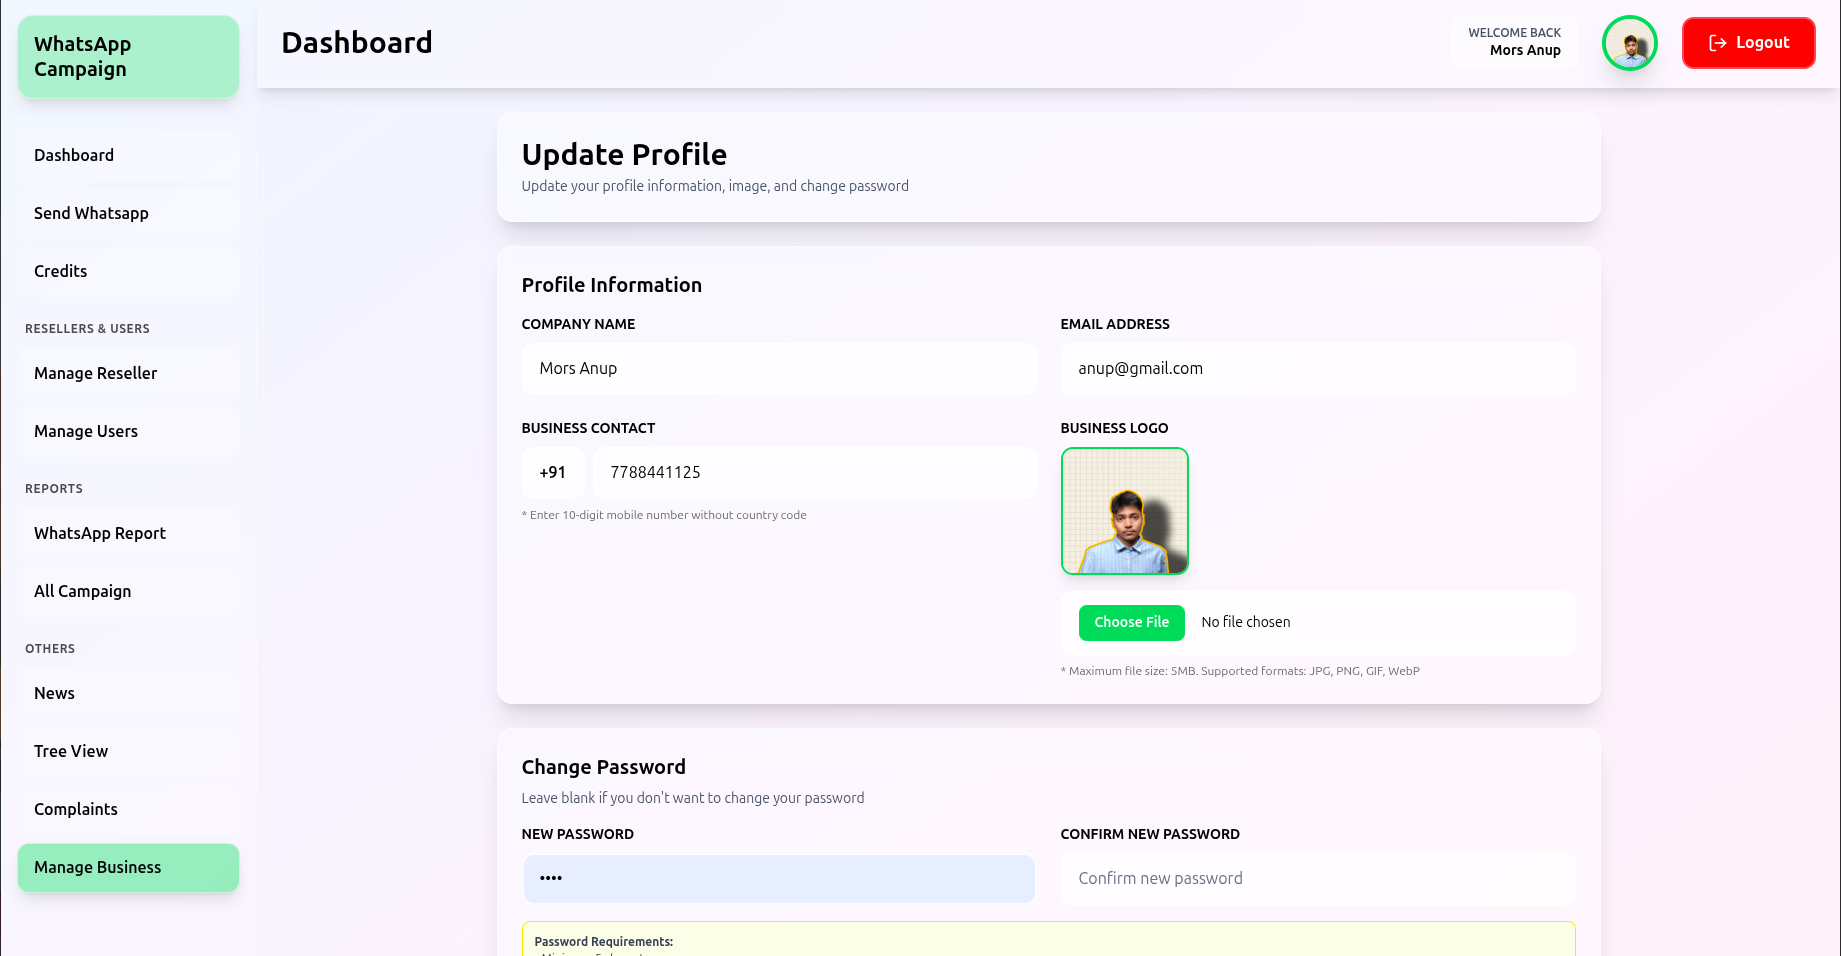 WhatsApp
Campaign
Dashboard
Send Whatsapp
Credits
RESELLERS & USERS
Manage Reseller
Manage Users
REPORTS
WhatsApp Report
All Campaign
OTHERS
News
Tree View
Complaints
Manage Business
Dashboard
WELCOME BACK
Mors Anup
Logout
Update Profile
Update your profile information, image, and change password
Profile Information
COMPANY NAME
Mors Anup
EMAIL ADDRESS
anup@gmail.com
BUSINESS CONTACT
+91 7788441125
* Enter 10-digit mobile number without country code
BUSINESS LOGO
Choose File No file chosen
* Maximum file size: 5MB. Supported formats: JPG, PNG, GIF, WebP
Change Password
Leave blank if you don't want to change your password
NEW PASSWORD
••••
CONFIRM NEW PASSWORD
Confirm new password
Password Requirements: